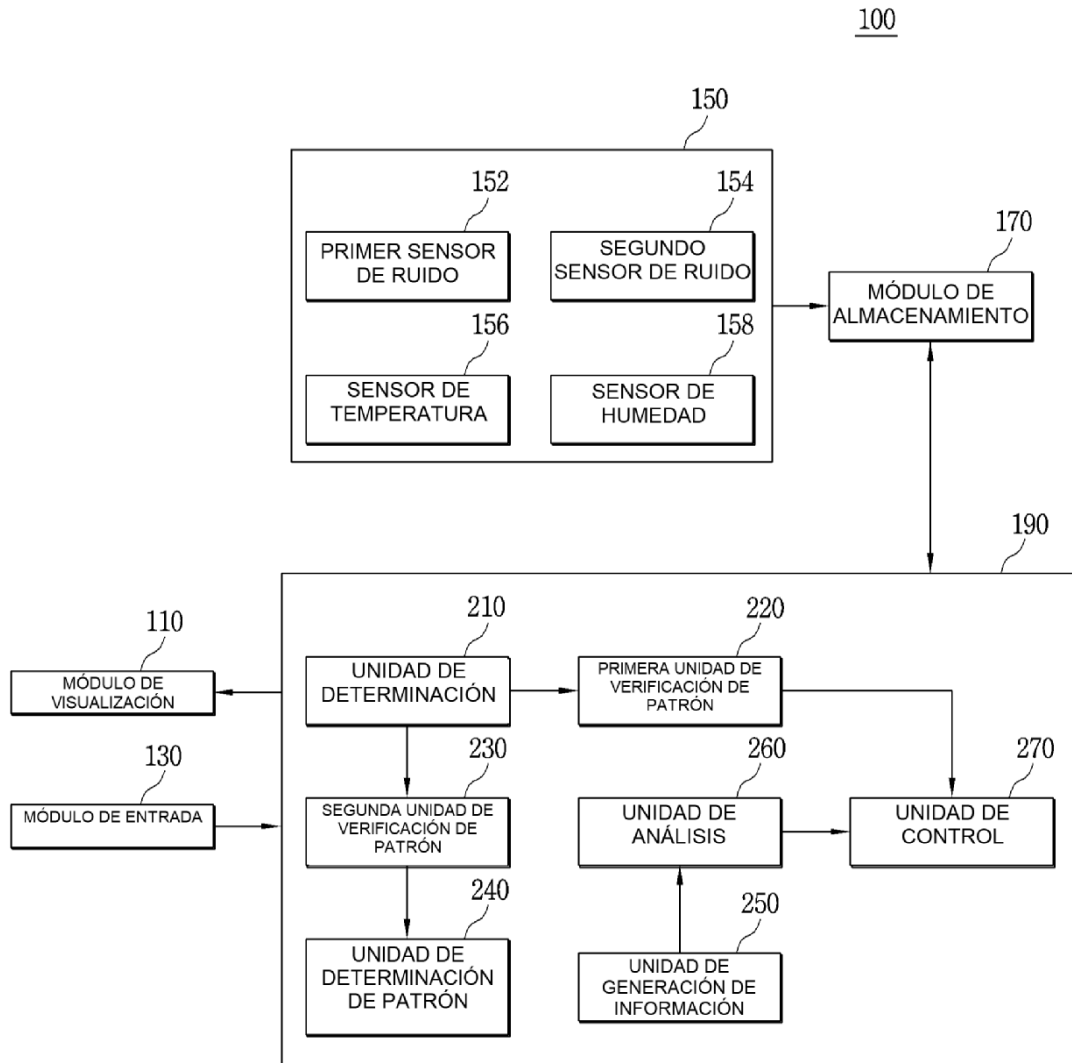 100
150
152
PRIMER SENSOR
DE RUIDO
154
SEGUNDO
SENSOR DE RUIDO
156
SENSOR DE
TEMPERATURA
158
SENSOR DE
HUMEDAD
170
MÓDULO DE
ALMACENAMIENTO
190
110
MÓDULO DE
VISUALIZACIÓN
130
MÓDULO DE ENTRADA
210
UNIDAD DE
DETERMINACIÓN
220
PRIMERA UNIDAD DE
VERIFICACIÓN DE
PATRÓN
230
SEGUNDA UNIDAD DE
VERIFICACIÓN DE
PATRÓN
260
UNIDAD DE
ANÁLISIS
270
UNIDAD DE
CONTROL
240
UNIDAD DE
DETERMINACIÓN
DE PATRÓN
250
UNIDAD DE
GENERACIÓN DE
INFORMACIÓN